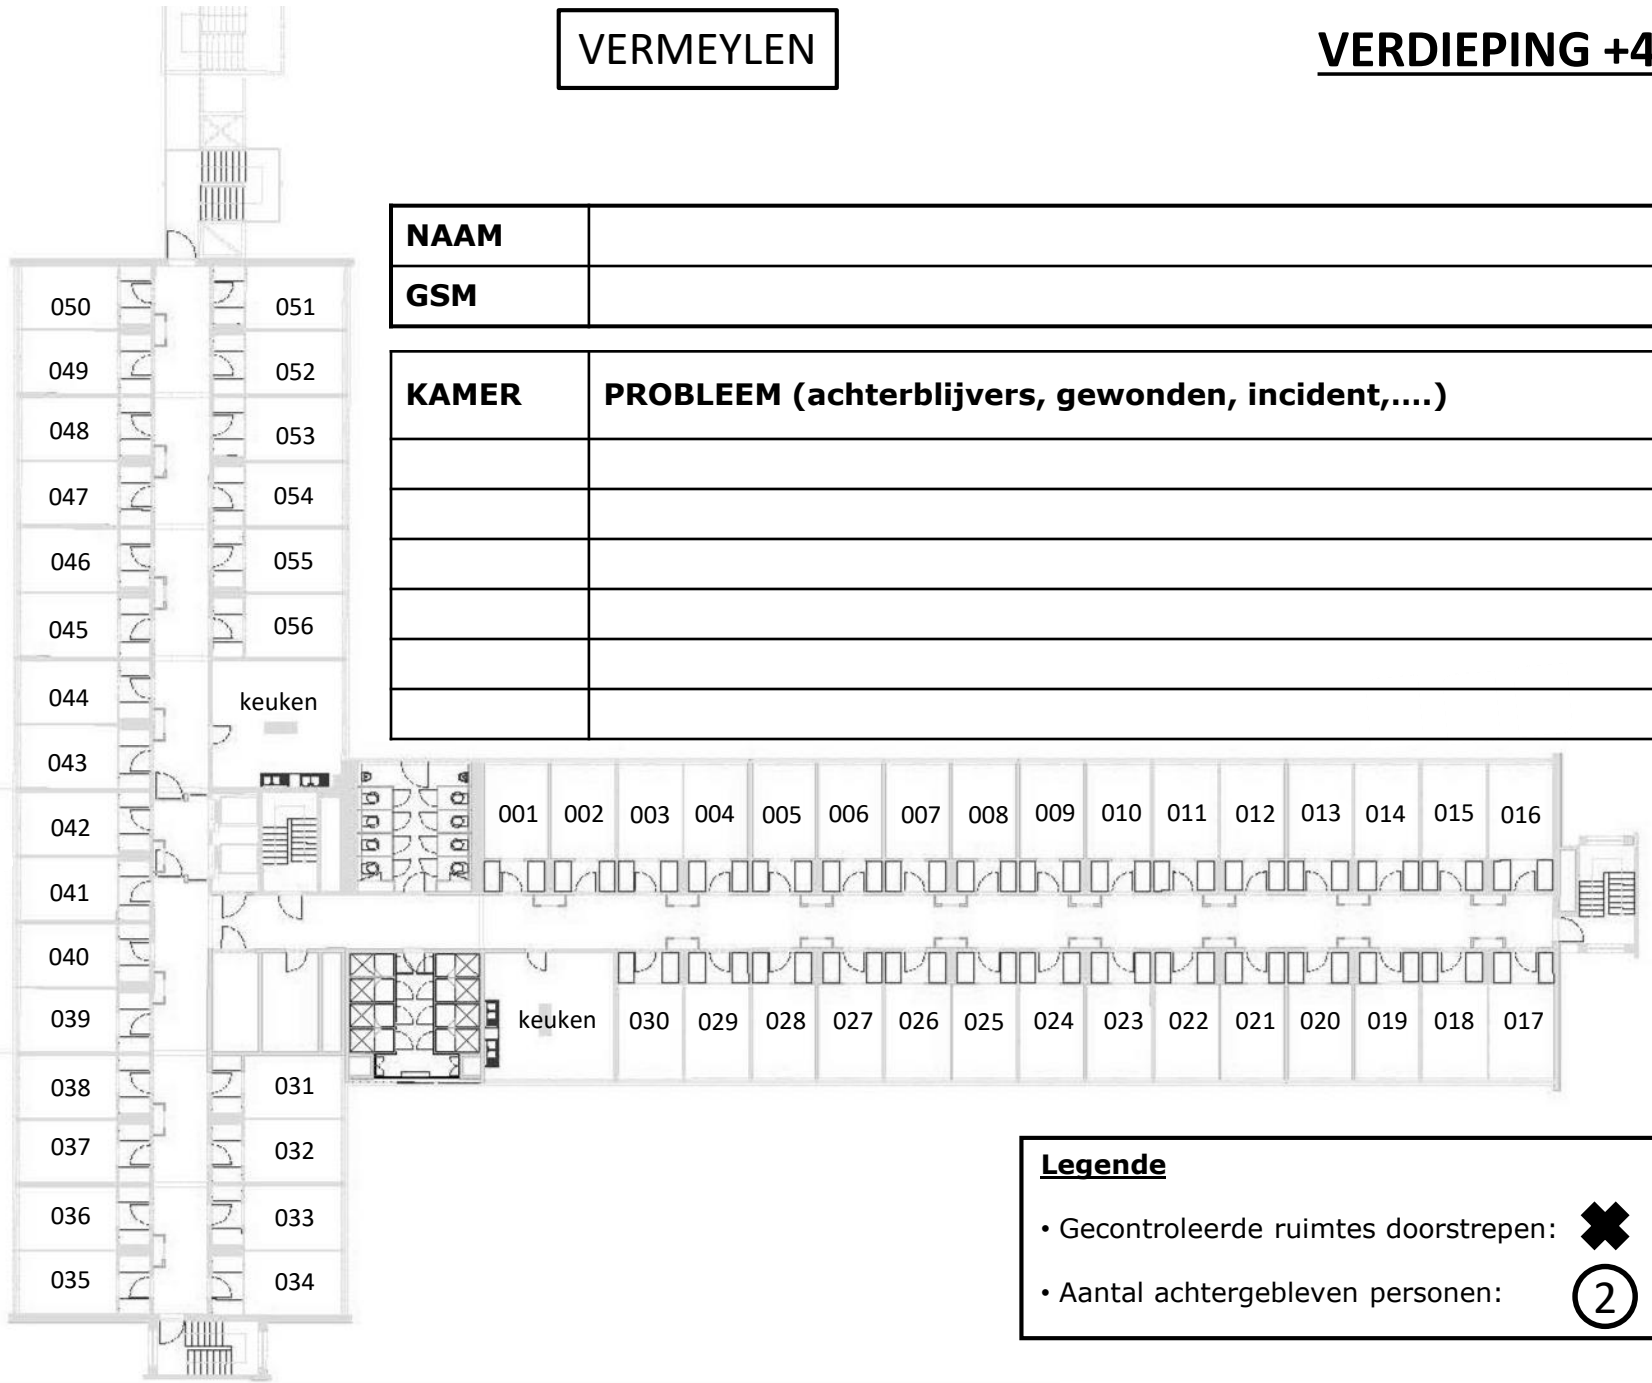 VERMEYLEN
VERDIEPING +4
NAAM
GSM
KAMER PROBLEEM (achterblijvers, gewonden, incident,....)
050 051
049 052
048 053
047 054
046 055
045 056
044 keuken
043
042 001 002 003 004 005 006 007 008 009 010 011 012 013 014 015 016
041
040
039 keuken 030 029 028 027 026 025 024 023 022 021 020 019 018 017
038 031
037 032
036 033
035 034
Legende
• Gecontroleerde ruimtes doorstrepen:
• Aantal achtergebleven personen: 2